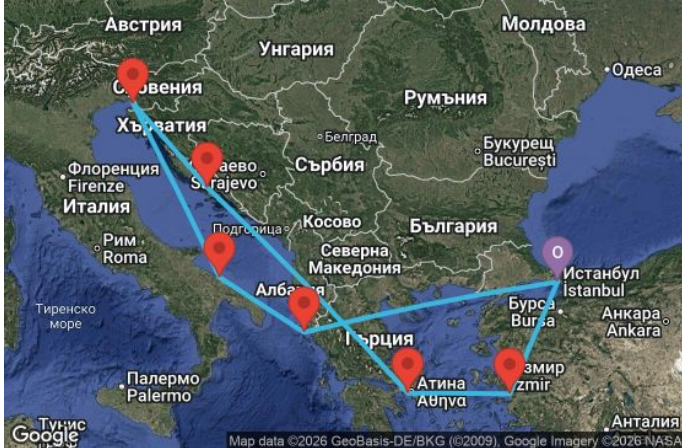 Австрия
Молдова
Унгария
Одеса
Словения
Румъния
Хърватия
Белград
Букурещ
București
Флоренция
Firenze
Сараево
Sarajevo
Сърбия
Италия
Косово
България
Подгорица
Рим
Roma
Северна
Македония
Истанбул
İstanbul
O
Албания
Бурса
Bursa
Анкара
Ankara
Тиренско
море
Гърция
Измир
Izmir
Палермо
Palermo
Атина
Αθήνα
Анталия
Тунис
Google
Map data ©2026 GeoBasis-DE/BKG (©2009), Google Imagery ©2026 NASA